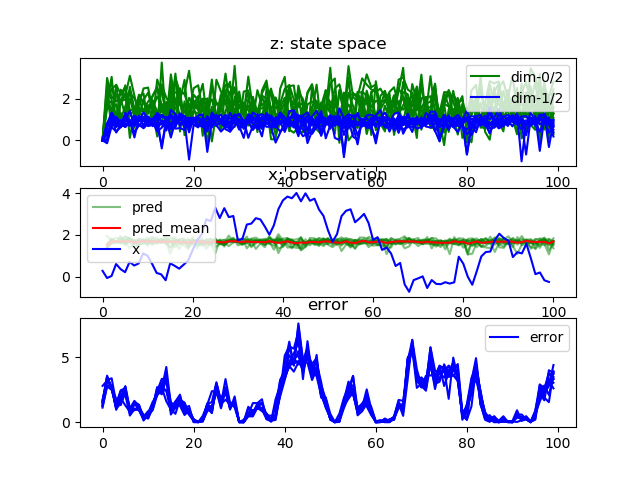 z: state space
dim-0/2
dim-1/2
2
0
0 20 40 60 80 100
x: observation
pred
pred_mean
x
4
2
0
0 20 40 60 80 100
error
error
5
0
0 20 40 60 80 100